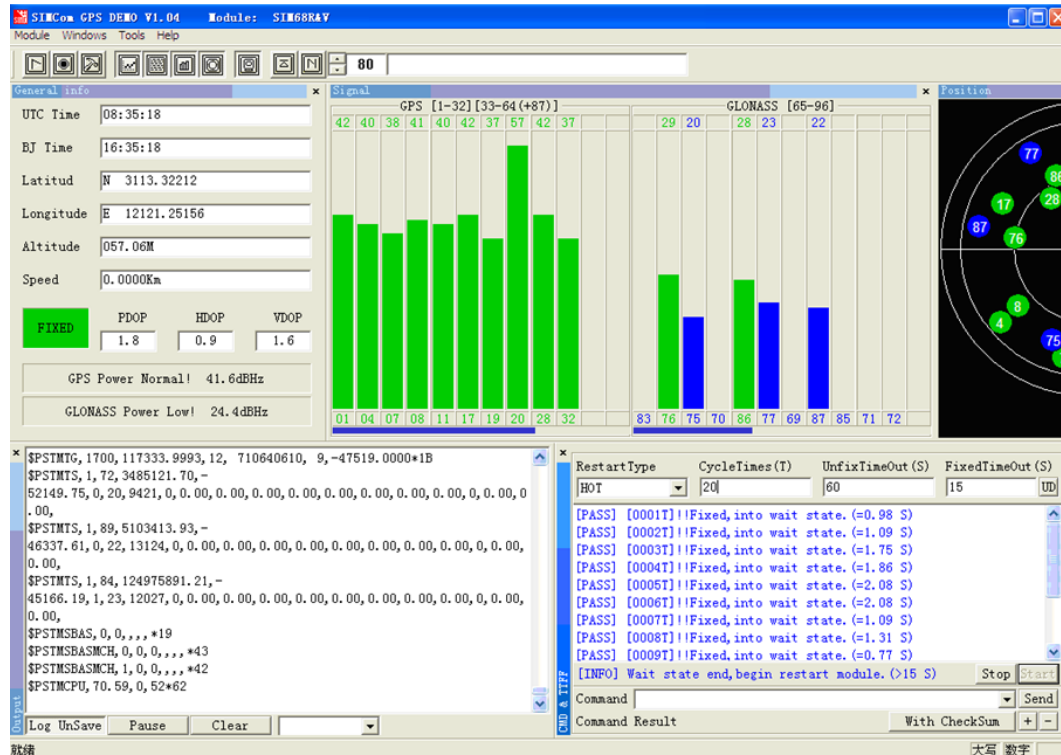 SIMCom GPS DEMO V1.04 Module: SIM68R&V
Module Windows Tools Help
80
General info
UTC Time 08:35:18
BJ Time 16:35:18
Latitud N 3113.32212
Longitude E 12121.25156
Altitude 057.06M
Speed 0.0000Km
PDOP HDOP VDOP
FIXED 1.8 0.9 1.6
GPS Power Normal! 41.6dBHz
GLONASS Power Low! 24.4dBHz
Signal
GPS [1-32][33-64(+87)]
42 40 38 41 40 42 37 57 42 37
01 04 07 08 11 17 19 20 28 32
GLONASS [65-96]
29 20 28 23 22
83 76 75 70 86 77 69 87 85 71 72
Position
77
86
28
17
87
76
8
4
75
$PSTMTG,1700,117333.9993,12, 710640610, 9,-47519.0000*1B
$PSTMTS,1,72,3485121.70,-
52149.75,0,20,9421,0,0.00,0.00,0.00,0.00,0.00,0.00,0.00,0,0.00,0
.00,
$PSTMTS,1,89,5103413.93,-
46337.61,0,22,13124,0,0.00,0.00,0.00,0.00,0.00,0.00,0.00,0,0.00,
0.00,
$PSTMTS,1,84,124975891.21,-
45166.19,1,23,12027,0,0.00,0.00,0.00,0.00,0.00,0.00,0.00,0,0.00,
0.00,
$PSTMSBAS,0,0,,,,*19
$PSTMSBASMCH,0,0,0,,,,*43
$PSTMSBASMCH,1,0,0,,,,*42
$PSTMCPU,70.59,0,52*62
Output
Log UnSave Pause Clear
RestartType CycleTimes(T) UnfixTimeOut(S) FixedTimeOut(S)
HOT 20 60 15 UD
[PASS] [0001T]!!Fixed,into wait state.(=0.98 S)
[PASS] [0002T]!!Fixed,into wait state.(=1.09 S)
[PASS] [0003T]!!Fixed,into wait state.(=1.75 S)
[PASS] [0004T]!!Fixed,into wait state.(=1.86 S)
[PASS] [0005T]!!Fixed,into wait state.(=2.08 S)
[PASS] [0006T]!!Fixed,into wait state.(=2.08 S)
[PASS] [0007T]!!Fixed,into wait state.(=1.09 S)
[PASS] [0008T]!!Fixed,into wait state.(=1.31 S)
[PASS] [0009T]!!Fixed,into wait state.(=0.77 S)
[INFO] Wait state end,begin restart module.(>15 S) Stop Start
CMD & TTFF
Command Send
Command Result With CheckSum + -
就绪 大写 数字